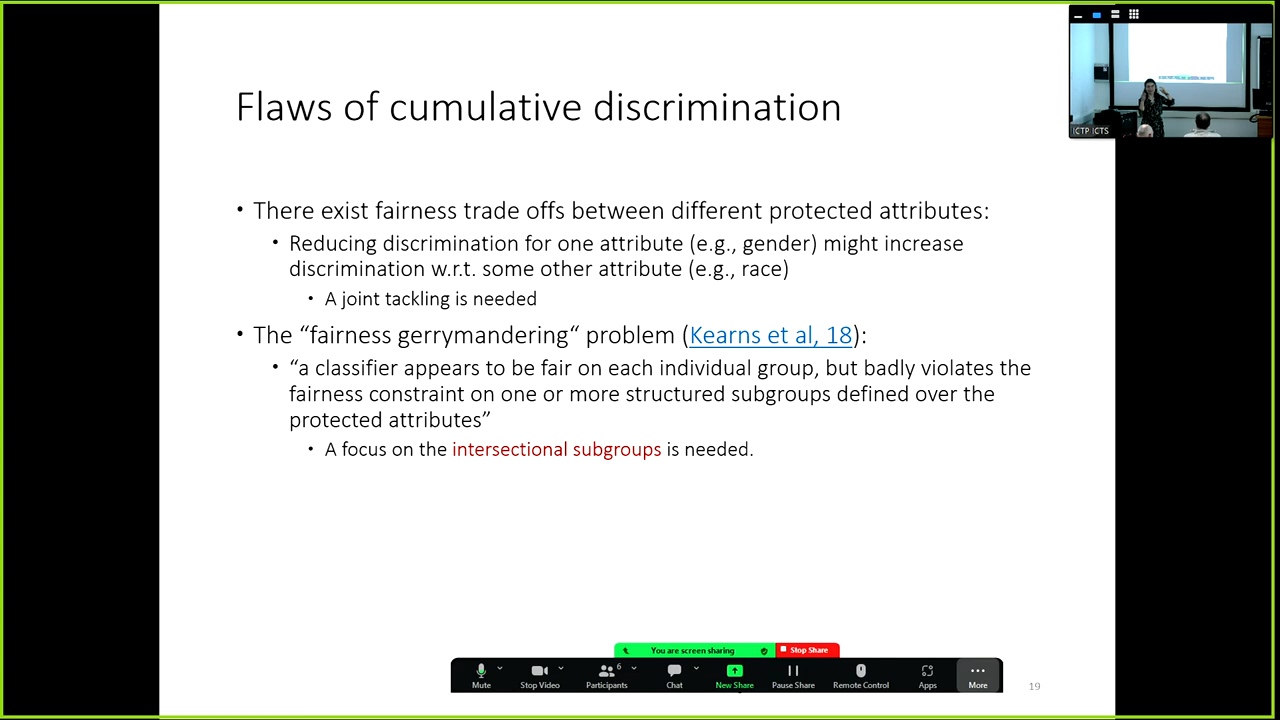 Flaws of cumulative discrimination
• There exist fairness trade offs between different protected attributes:
• Reducing discrimination for one attribute (e.g., gender) might increase
discrimination w.r.t. some other attribute (e.g., race)
• A joint tackling is needed
• The “fairness gerrymandering“ problem (Kearns et al, 18):
• “a classifier appears to be fair on each individual group, but badly violates the
fairness constraint on one or more structured subgroups defined over the
protected attributes”
• A focus on the intersectional subgroups is needed.
ICTP ICTS
You are screen sharing
Stop Share
Mute
Stop Video
6
Participants
Chat
New Share
Pause Share
Remote Control
Apps
More
19